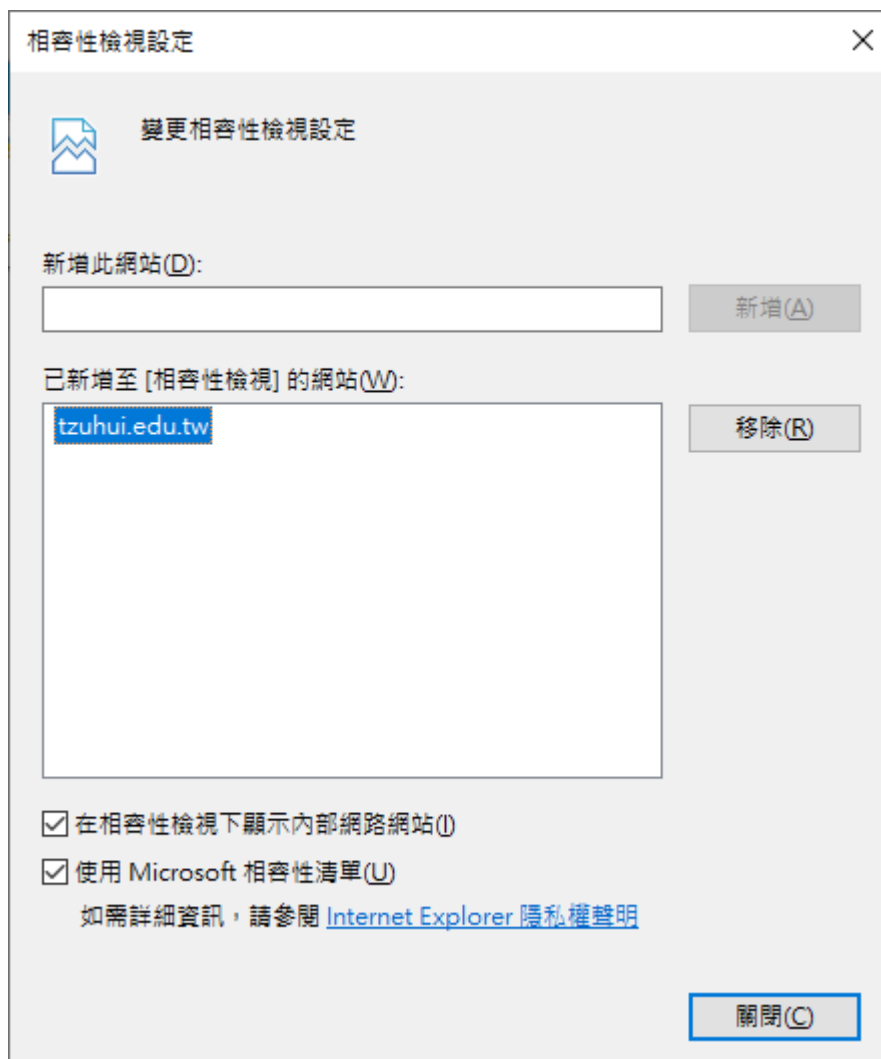 相容性檢視設定
變更相容性檢視設定
新增此網站(D):
新增(A)
已新增至 [相容性檢視] 的網站(W):
tzuhui.edu.tw
移除(R)
在相容性檢視下顯示內部網路網站(I)
使用 Microsoft 相容性清單(U)
如需詳細資訊，請參閱 Internet Explorer 隱私權聲明
關閉(C)